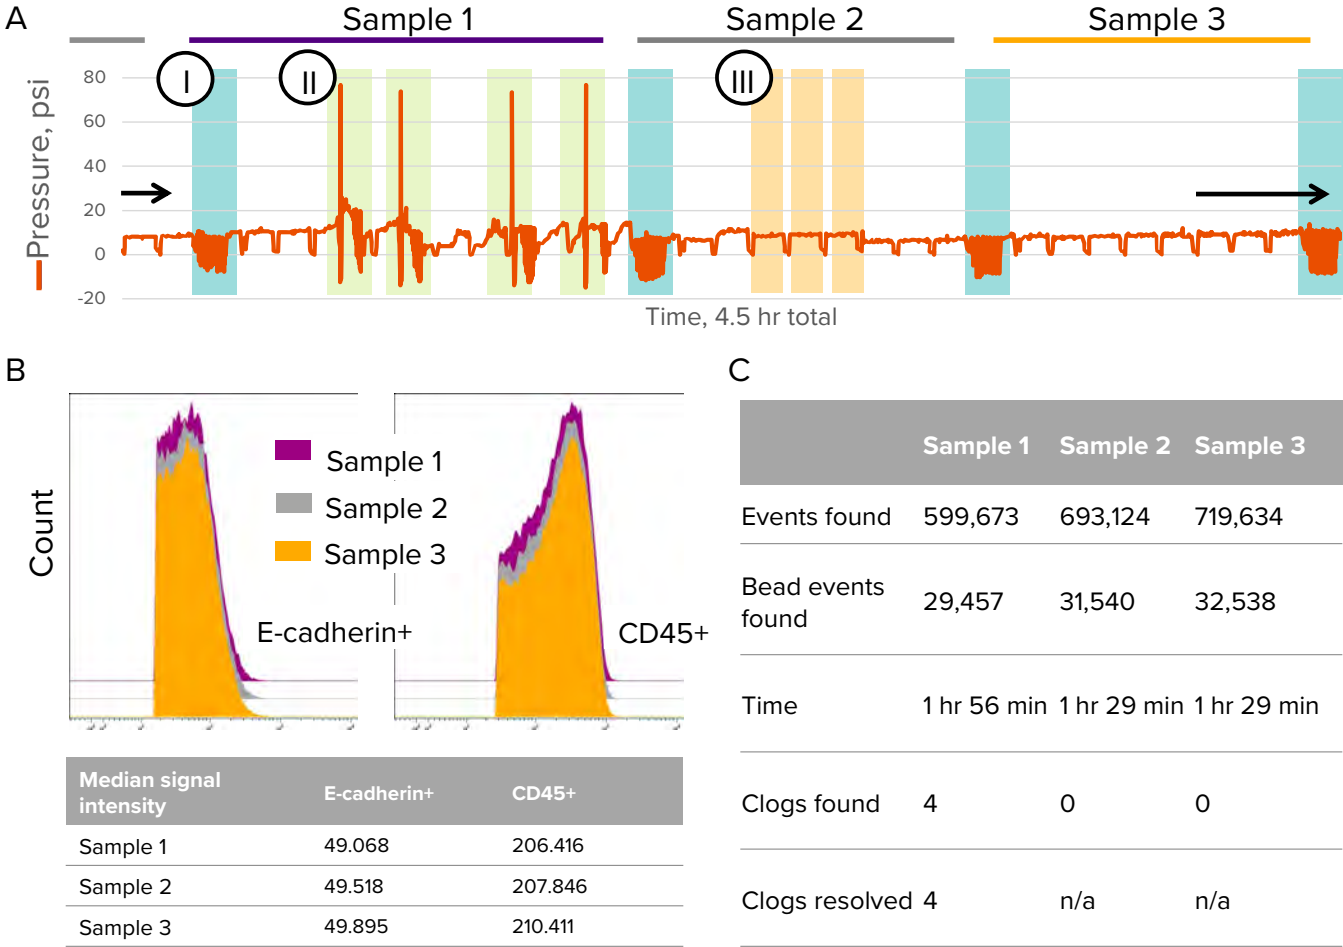 A
Sample 1
Sample 2
Sample 3
I
II
III
Pressure, psi
80
60
40
20
0
-20
Time, 4.5 hr total
B
Count
Sample 1
Sample 2
Sample 3
E-cadherin+
CD45+
Median signal
intensity
E-cadherin+
CD45+
Sample 1 49.068 206.416
Sample 2 49.518 207.846
Sample 3 49.895 210.411
C
Sample 1 Sample 2 Sample 3
Events found 599,673 693,124 719,634
Bead events
found
29,457 31,540 32,538
Time 1 hr 56 min 1 hr 29 min 1 hr 29 min
Clogs found 4 0 0
Clogs resolved 4 n/a n/a